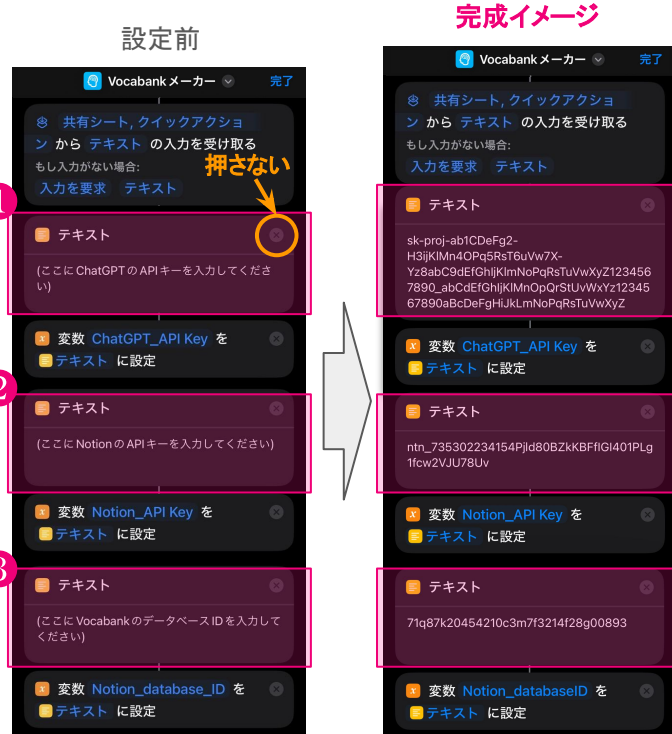 設定前
Vocabankメーカー
完了
共有シート, クイックアクショ
ン から テキスト の入力を受け取る
もし入力がない場合:
入力を要求 テキスト
押さない
1
テキスト
(ここにChatGPTのAPIキーを入力してくださ
い)
変数 ChatGPT_API Key を
テキスト に設定
2
テキスト
(ここにNotionのAPIキーを入力してください)
変数 Notion_API Key を
テキスト に設定
3
テキスト
(ここにVocabankのデータベースIDを入力して
ください)
変数 Notion_database_ID を
テキスト に設定
完成イメージ
Vocabankメーカー
完了
共有シート, クイックアクショ
ン から テキスト の入力を受け取る
もし入力がない場合:
入力を要求 テキスト
テキスト
sk-proj-ab1CDeFg2-
H3ijKlMn4OPq5RsT6uVw7X-
Yz8abC9dEfGhIjKlmNoPqRsTuVwXyZ123456
7890_abCdEfGhIjKlMnOpQrStUvWxYz12345
67890aBcDeFgHiJkLmNoPqRsTuVwXyZ
変数 ChatGPT_API Key を
テキスト に設定
テキスト
ntn_735302234154Pjld80BZkKBFfIGI401PLg
1fcw2VJU78Uv
変数 Notion_API Key を
テキスト に設定
テキスト
71q87k20454210c3m7f3214f28g00893
変数 Notion_databaseID を
テキスト に設定